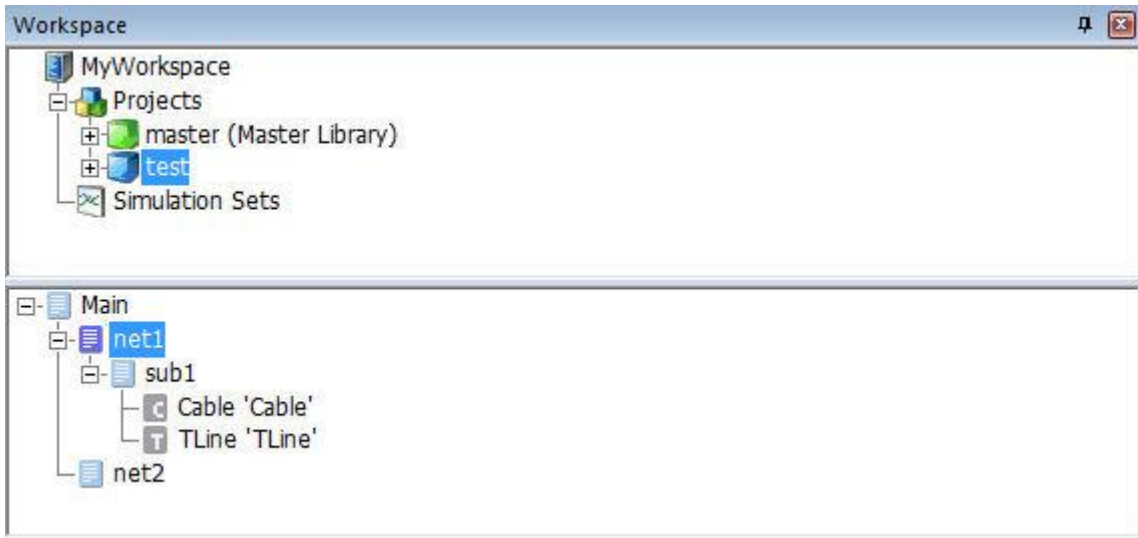 Workspace
MyWorkspace
Projects
master (Master Library)
test
Simulation Sets
Main
net1
sub1
C Cable 'Cable'
T TLine 'TLine'
net2